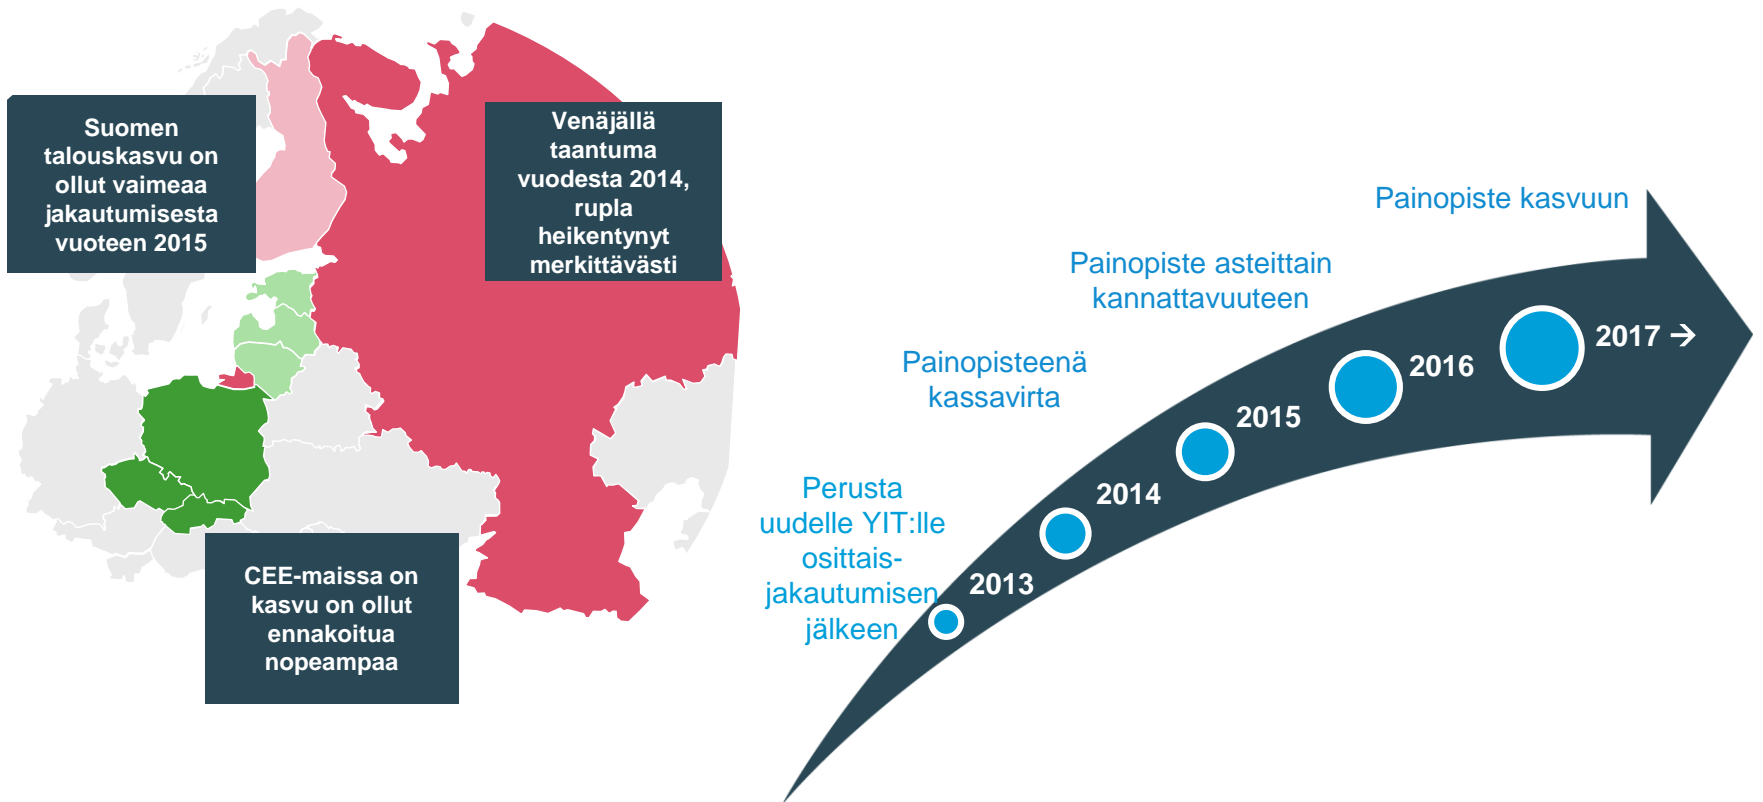 Suomen
talouskasvu on
ollut vaimeaa
jakautumisesta
vuoteen 2015
Venäjällä
taantuma
vuodesta 2014,
rupla
heikentynyt
merkittävästi
CEE-maissa on
kasvu on ollut
ennakoitua
nopeampaa
Perusta
uudelle YIT:lle
osittais-
jakautumisen
jälkeen
Painopisteenä
kassavirta
Painopiste asteittain
kannattavuuteen
Painopiste kasvuun
2013
2014
2015
2016
2017 →